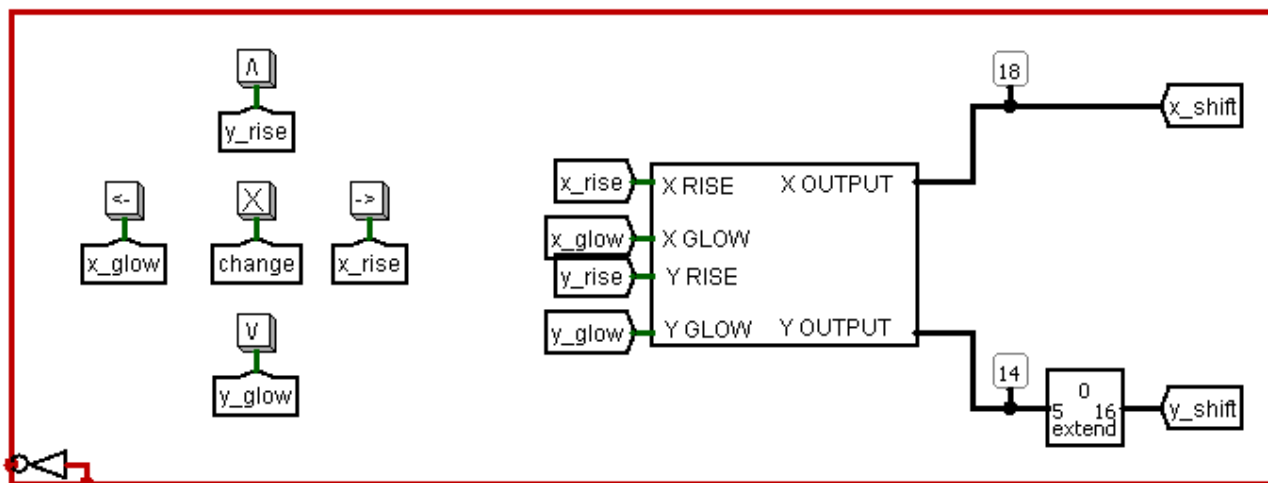 Λ
y_rise
<-
x_glow
X
change
->
x_rise
V
y_glow
x_rise
x_glow
y_rise
y_glow
X RISE
X GLOW
Y RISE
Y GLOW
X OUTPUT
Y OUTPUT
18
x_shift
14
0
5 16
extend
y_shift